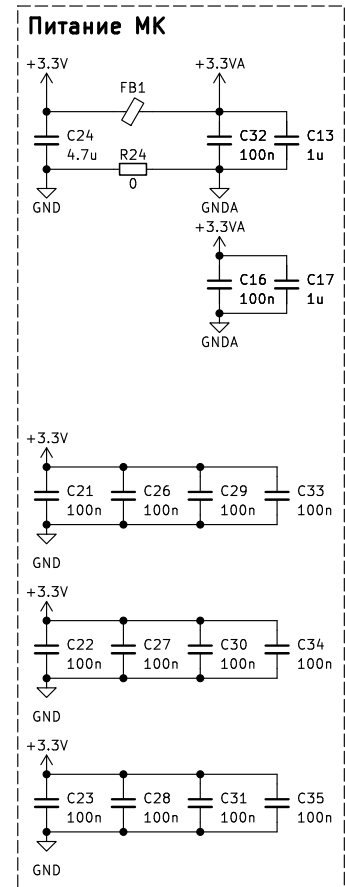 Питание МК
+3.3V +3.3VA
FB1
C24 C32 C13
4.7u R24 100n 1u
0
GND GNDA
+3.3VA
C16 C17
100n 1u
GNDA
+3.3V
C21 C26 C29 C33
100n 100n 100n 100n
GND
+3.3V
C22 C27 C30 C34
100n 100n 100n 100n
GND
+3.3V
C23 C28 C31 C35
100n 100n 100n 100n
GND